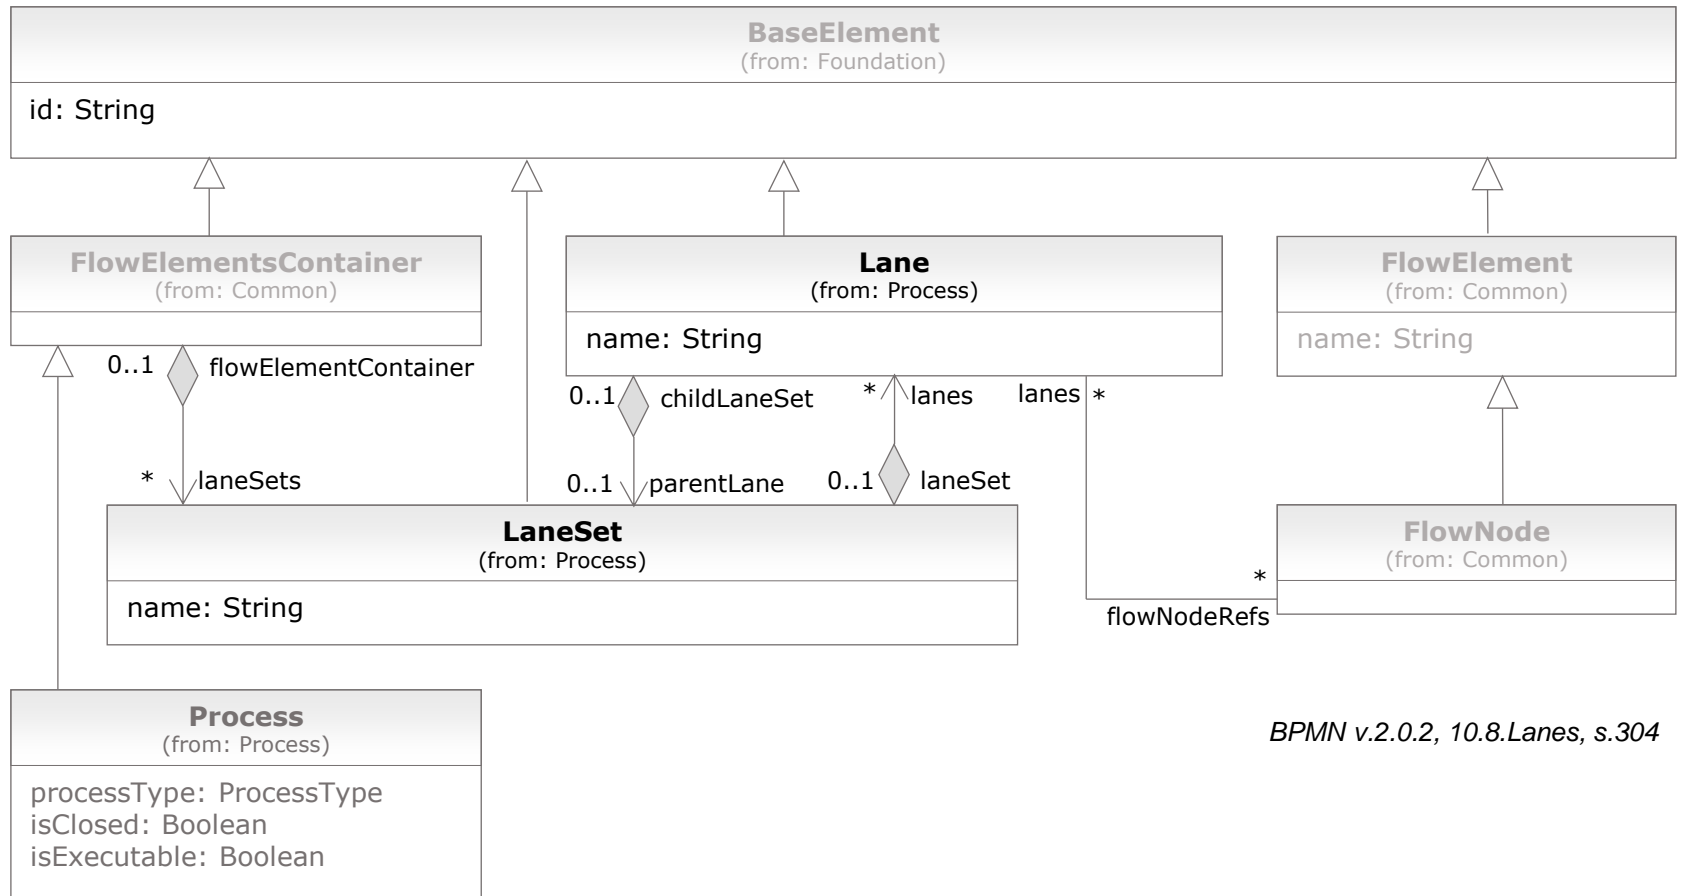 BaseElement
(from: Foundation)
id: String
FlowElementsContainer
(from: Common)
Lane
(from: Process)
name: String
FlowElement
(from: Common)
name: String
0..1
flowElementContainer
0..1
childLaneSet
*
lanes
lanes
*
*
laneSets
0..1
parentLane
0..1
laneSet
LaneSet
(from: Process)
name: String
FlowNode
(from: Common)
*
flowNodeRefs
Process
(from: Process)
processType: ProcessType
isClosed: Boolean
isExecutable: Boolean
BPMN v.2.0.2, 10.8.Lanes, s.304